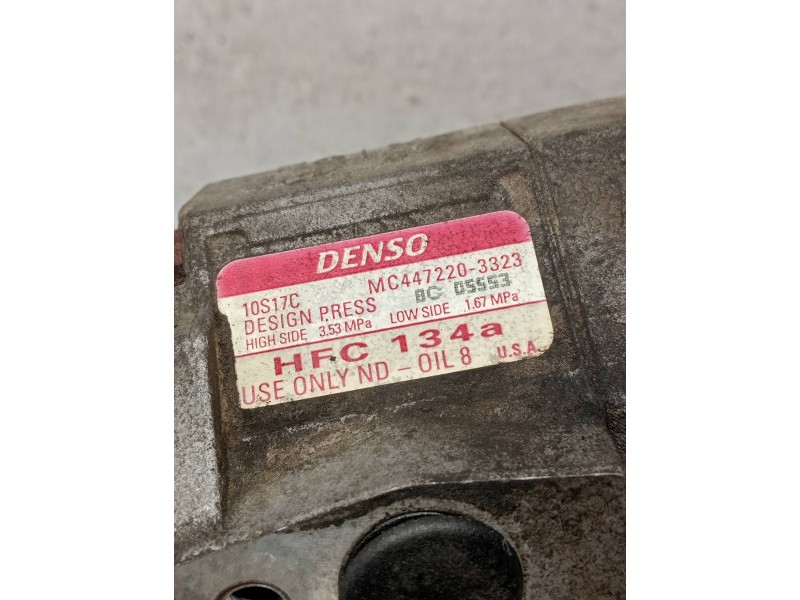 DENSO
10S17C MC447220-3323
DESIGN PRESS 8C 05553
HIGH SIDE 3.53 MPa LOW SIDE 1.67 MPa
HFC 134a
USE ONLY ND - OIL 8 U.S.A.